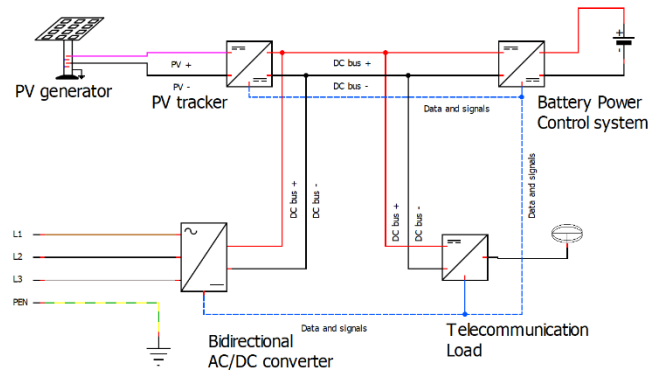 PV +
DC bus +
PV generator
PV -
DC bus -
PV tracker
Data and signals
Battery Power
Control system
DC bus +
DC bus -
DC bus +
DC bus -
Data and signals
L1
L2
L3
PEN
Data and signals
Bidirectional
AC/DC converter
Telecommunication
Load